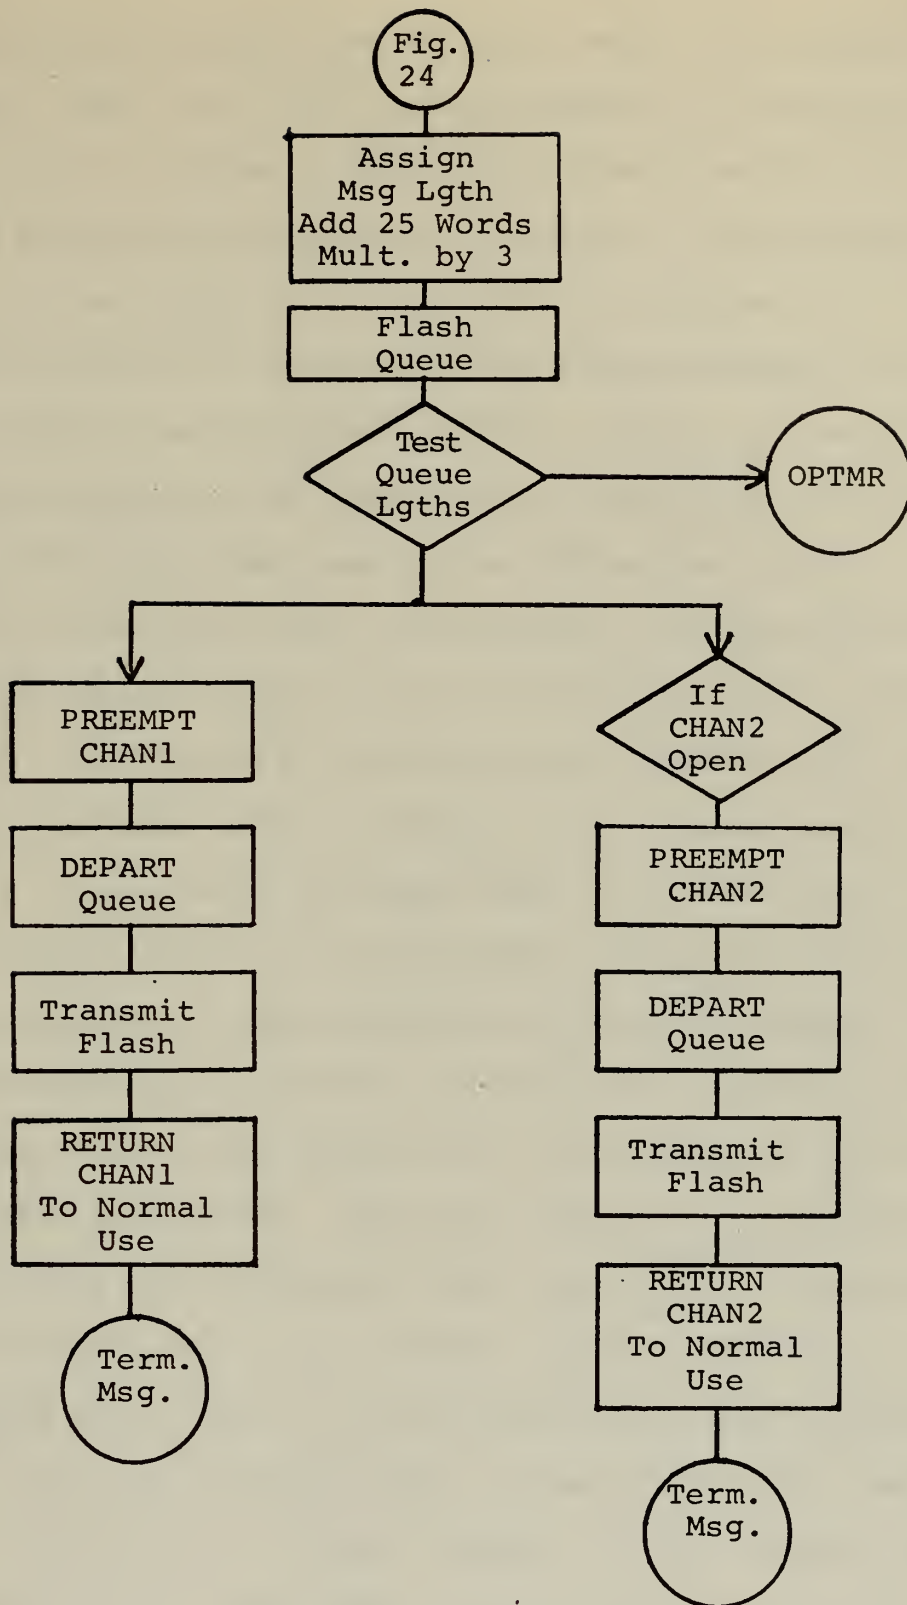 Fig.
24
Assign
Msg Lgth
Add 25 Words
Mult. by 3
Flash
Queue
Test
Queue
Lgths
OPTMR
PREEMPT
CHAN1
DEPART
Queue
Transmit
Flash
RETURN
CHAN1
To Normal
Use
Term.
Msg.
If
CHAN2
Open
PREEMPT
CHAN2
DEPART
Queue
Transmit
Flash
RETURN
CHAN2
To Normal
Use
Term.
Msg.